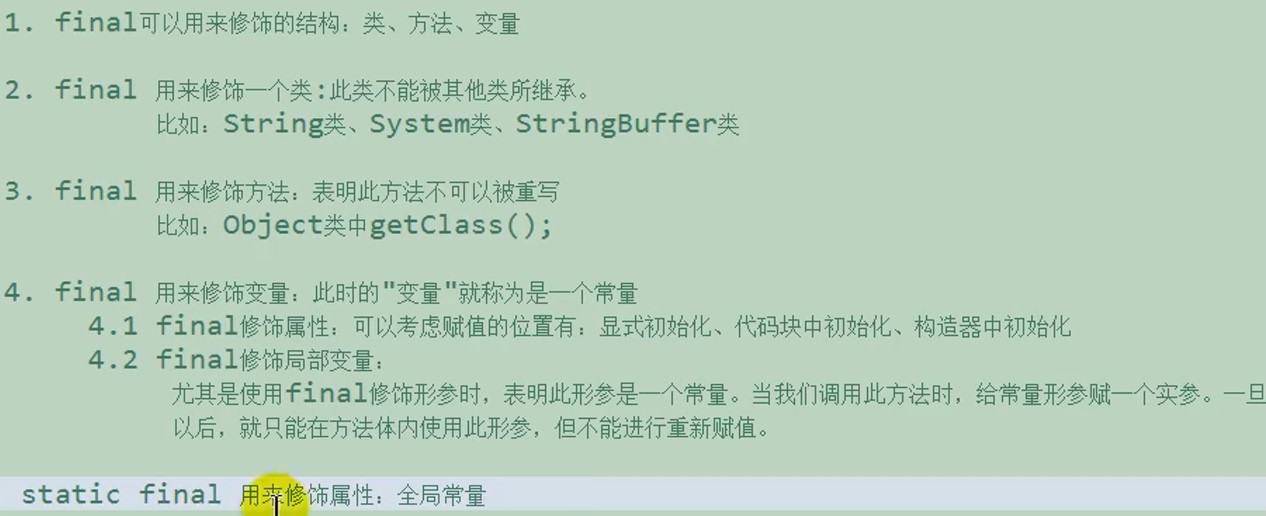 1. final可以用来修饰的结构：类、方法、变量
2. final 用来修饰一个类:此类不能被其他类所继承。
比如：String类、System类、StringBuffer类
3. final 用来修饰方法：表明此方法不可以被重写
比如：Object类中getClass();
4. final 用来修饰变量：此时的"变量"就称为是一个常量
4.1 final修饰属性：可以考虑赋值的位置有：显式初始化、代码块中初始化、构造器中初始化
4.2 final修饰局部变量：
尤其是使用final修饰形参时，表明此形参是一个常量。当我们调用此方法时，给常量形参赋一个实参。一旦
以后，就只能在方法体内使用此形参，但不能进行重新赋值。
static final 用来修饰属性：全局常量